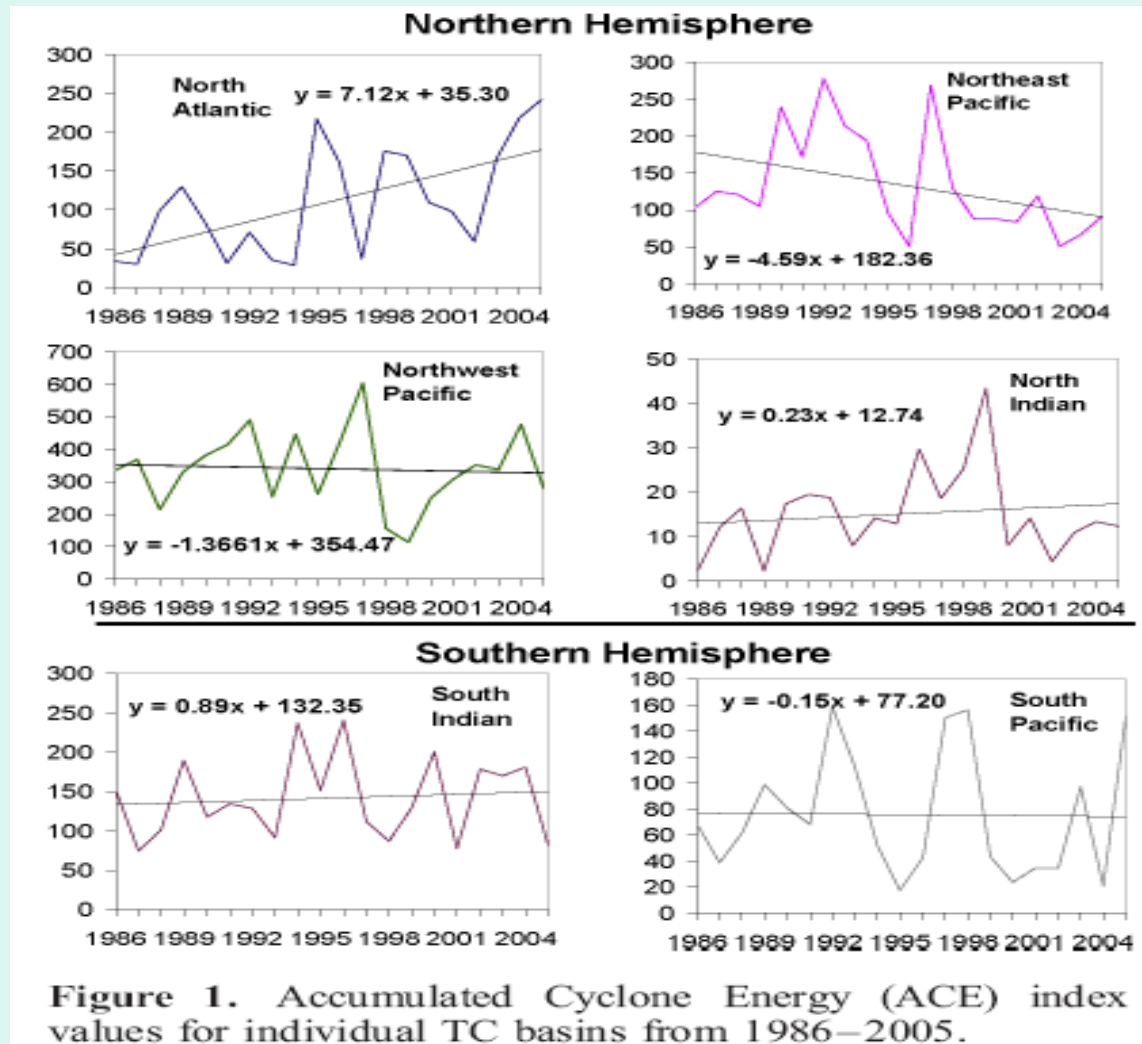 Northern Hemisphere
300
250
200
150
100
50
0
North
Atlantic
y = 7.12x + 35.30
1986 1989 1992 1995 1998 2001 2004
300
250
200
150
100
50
0
Northeast
Pacific
y = -4.59x + 182.36
1986 1989 1992 1995 1998 2001 2004
700
600
500
400
300
200
100
0
Northwest
Pacific
y = -1.3661x + 354.47
1986 1989 1992 1995 1998 2001 2004
50
40
30
20
10
0
North
Indian
y = 0.23x + 12.74
1986 1989 1992 1995 1998 2001 2004
Southern Hemisphere
300
250
200
150
100
50
0
y = 0.89x + 132.35
South
Indian
1986 1989 1992 1995 1998 2001 2004
180
160
140
120
100
80
60
40
20
0
y = -0.15x + 77.20
South
Pacific
1986 1989 1992 1995 1998 2001 2004
Figure 1. Accumulated Cyclone Energy (ACE) index
values for individual TC basins from 1986–2005.